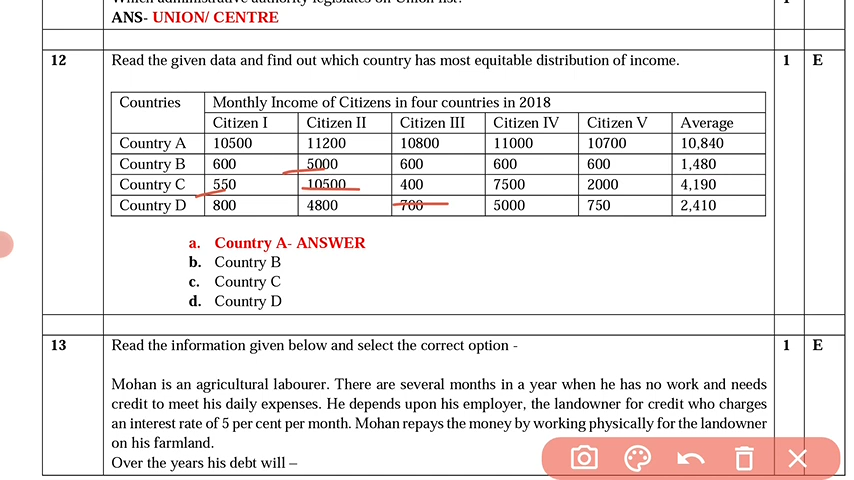 ANS- UNION/ CENTRE
12 Read the given data and find out which country has most equitable distribution of income. 1 E
Countries Monthly Income of Citizens in four countries in 2018
Citizen I Citizen II Citizen III Citizen IV Citizen V Average
Country A 10500 11200 10800 11000 10700 10,840
Country B 600 5000 600 600 600 1,480
Country C 550 10500 400 7500 2000 4,190
Country D 800 4800 700 5000 750 2,410
a. Country A- ANSWER
b. Country B
c. Country C
d. Country D
13 Read the information given below and select the correct option - 1 E
Mohan is an agricultural labourer. There are several months in a year when he has no work and needs
credit to meet his daily expenses. He depends upon his employer, the landowner for credit who charges
an interest rate of 5 per cent per month. Mohan repays the money by working physically for the landowner
on his farmland.
Over the years his debt will –